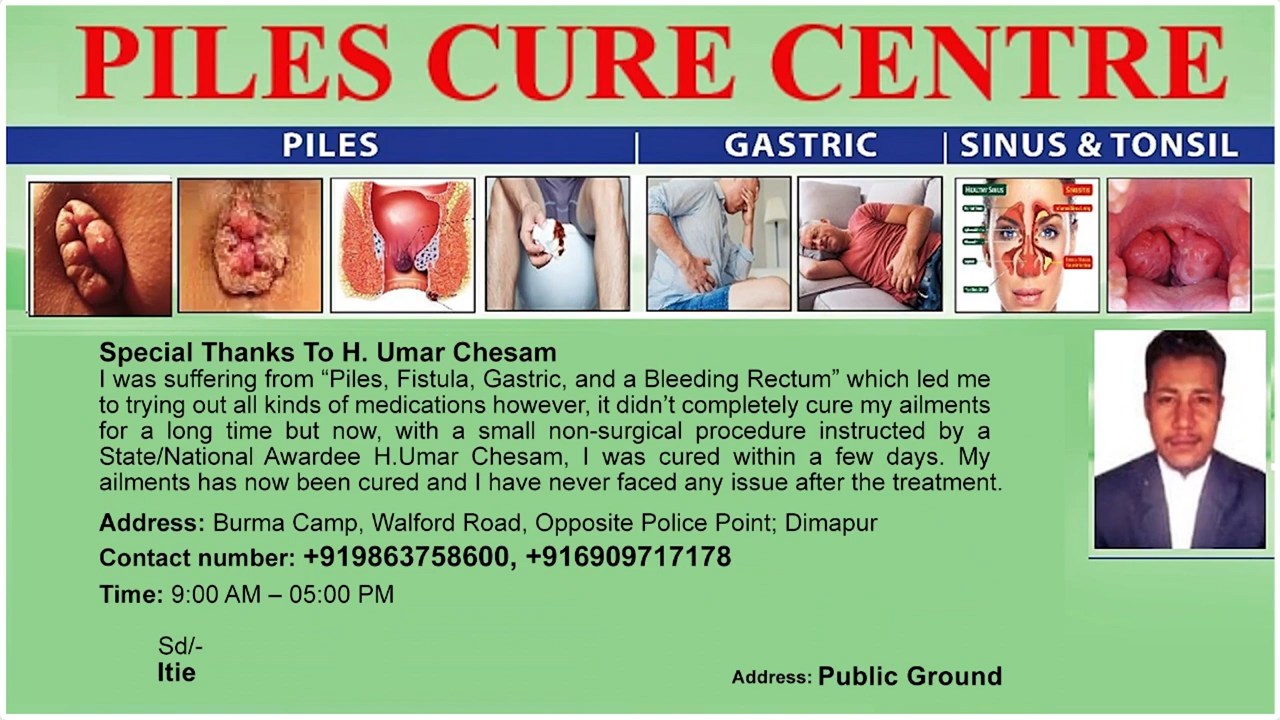 PILES CURE CENTRE
PILES | GASTRIC | SINUS & TONSIL
HEALTHY SINUS
SINUSITIS
Special Thanks To H. Umar Chesam
I was suffering from “Piles, Fistula, Gastric, and a Bleeding Rectum” which led me
to trying out all kinds of medications however, it didn’t completely cure my ailments
for a long time but now, with a small non-surgical procedure instructed by a
State/National Awardee H.Umar Chesam, I was cured within a few days. My
ailments has now been cured and I have never faced any issue after the treatment.
Address: Burma Camp, Walford Road, Opposite Police Point; Dimapur
Contact number: +919863758600, +916909717178
Time: 9:00 AM – 05:00 PM
Sd/-
Itie
Address: Public Ground